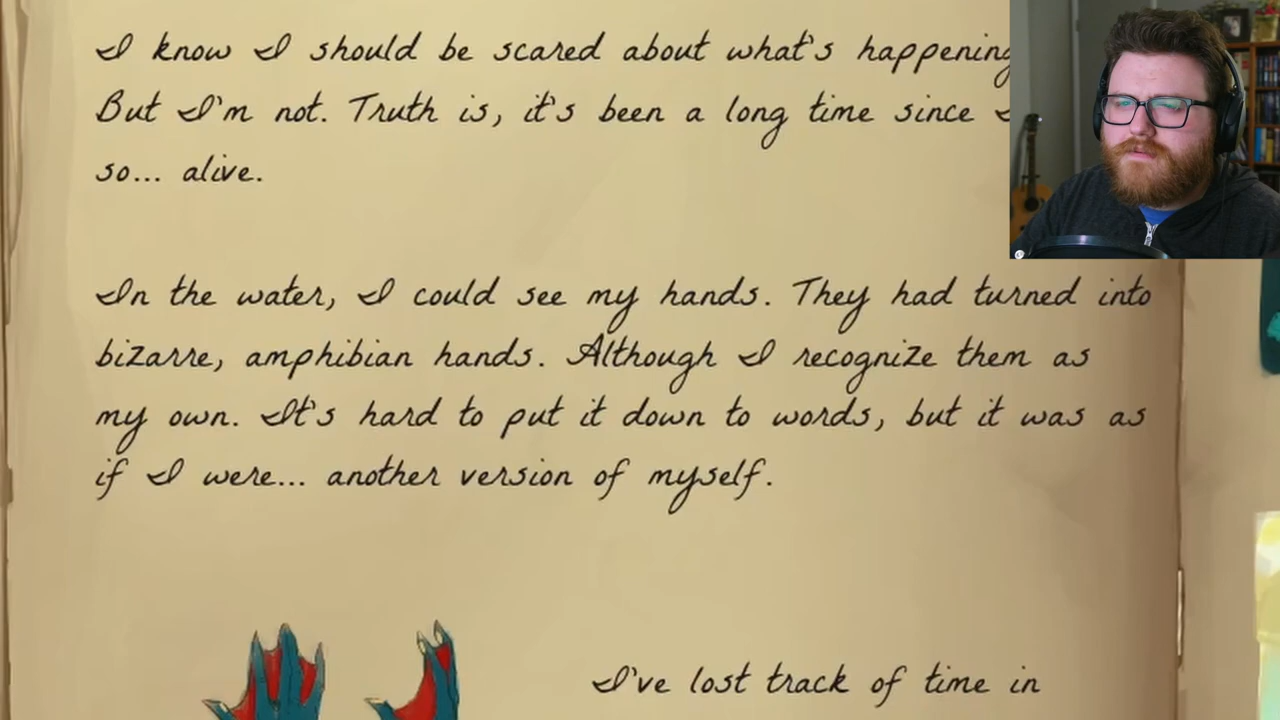 I know I should be scared about what's happening
But I'm not. Truth is, it's been a long time since
so... alive.
In the water, I could see my hands. They had turned into
bizarre, amphibian hands. Although I recognize them as
my own. It's hard to put it down to words, but it was as
if I were... another version of myself.
I've lost track of time in